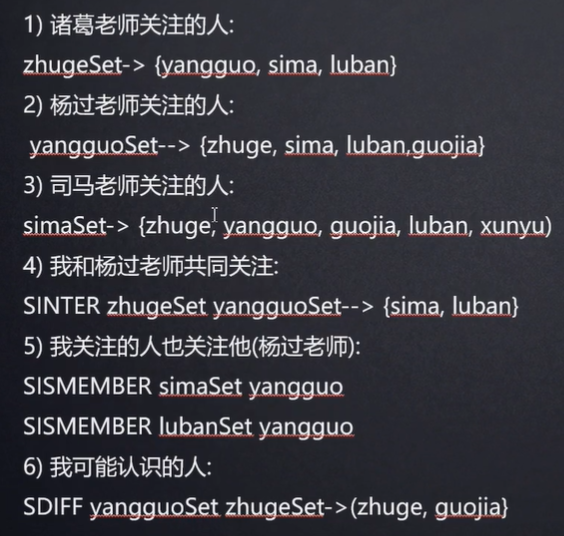 1) 诸葛老师关注的人:
zhugeSet-> {yangguo, sima, luban}
2) 杨过老师关注的人:
yangguoSet--> {zhuge, sima, luban,guojia}
3) 司马老师关注的人:
simaSet-> {zhuge, yangguo, guojia, luban, xunyu)
4) 我和杨过老师共同关注:
SINTER zhugeSet yangguoSet--> {sima, luban}
5) 我关注的人也关注他(杨过老师):
SISMEMBER simaSet yangguo
SISMEMBER lubanSet yangguo
6) 我可能认识的人:
SDIFF yangguoSet zhugeSet->(zhuge, guojia}